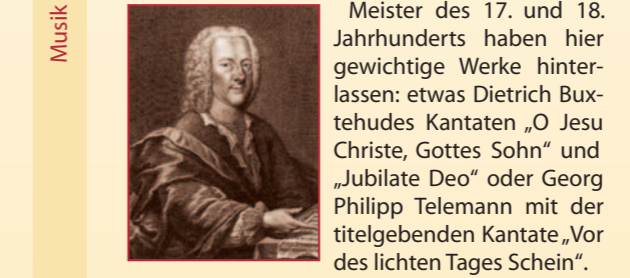 Musik
Meister des 17. und 18.
Jahrhunderts haben hier
gewichtige Werke hinter-
lassen: etwas Dietrich Bux-
tehudes Kantaten „O Jesu
Christe, Gottes Sohn“ und
„Jubilate Deo“ oder Georg
Philipp Telemann mit der
titelgebenden Kantate „Vor
des lichten Tages Schein“.